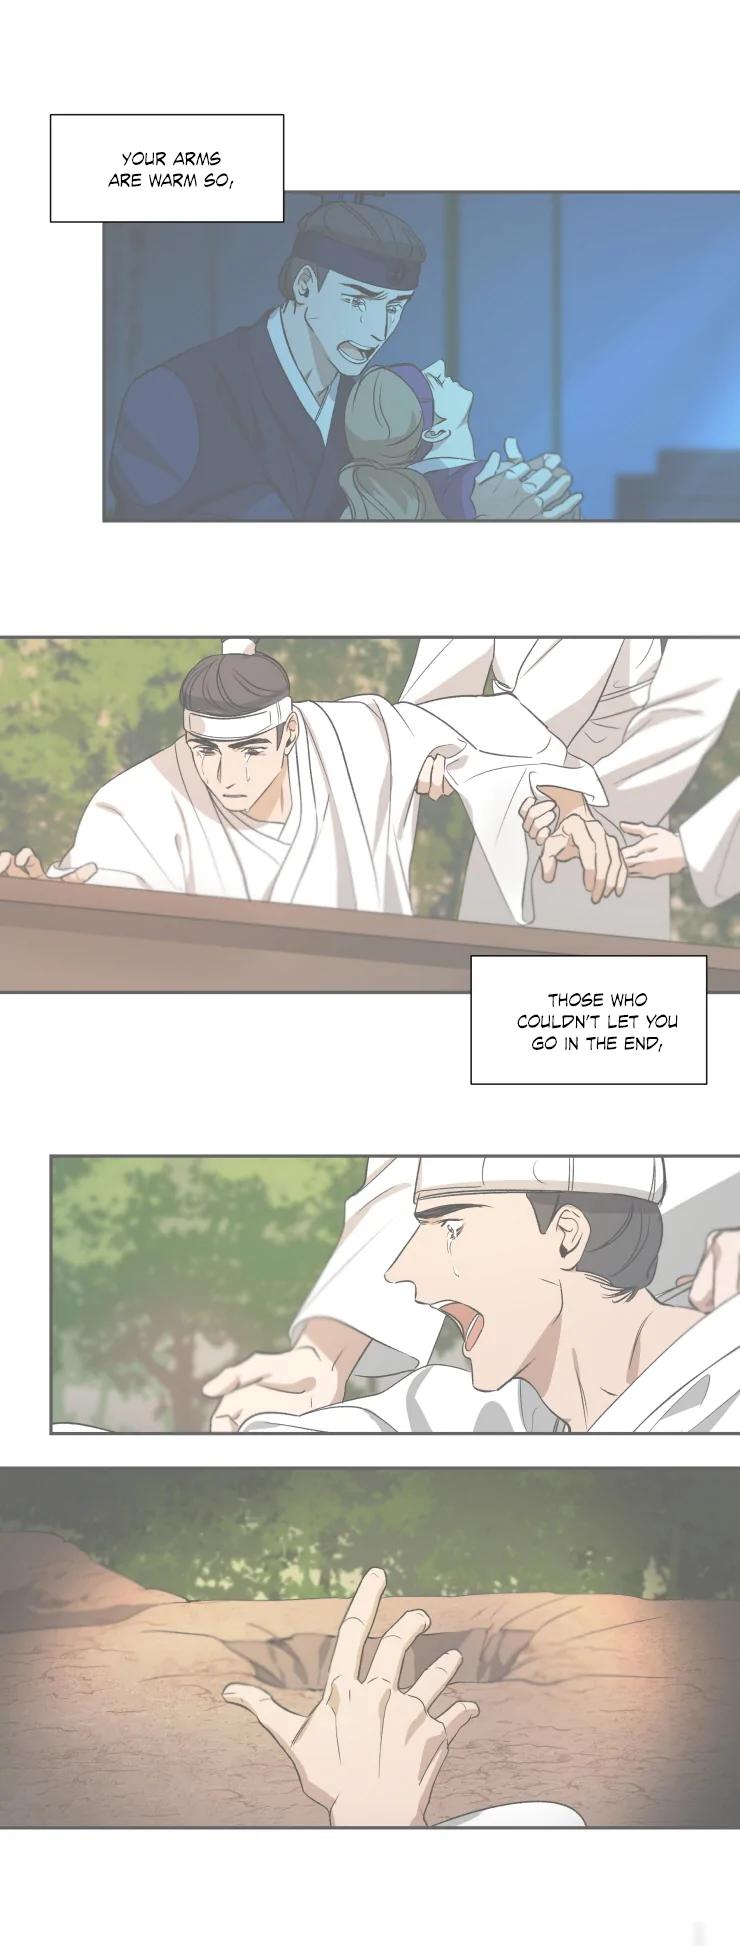 YOUR ARMS
ARE WARM SO;
THOSE WHO
COULDN'T LET YOU
GO IN THE END;